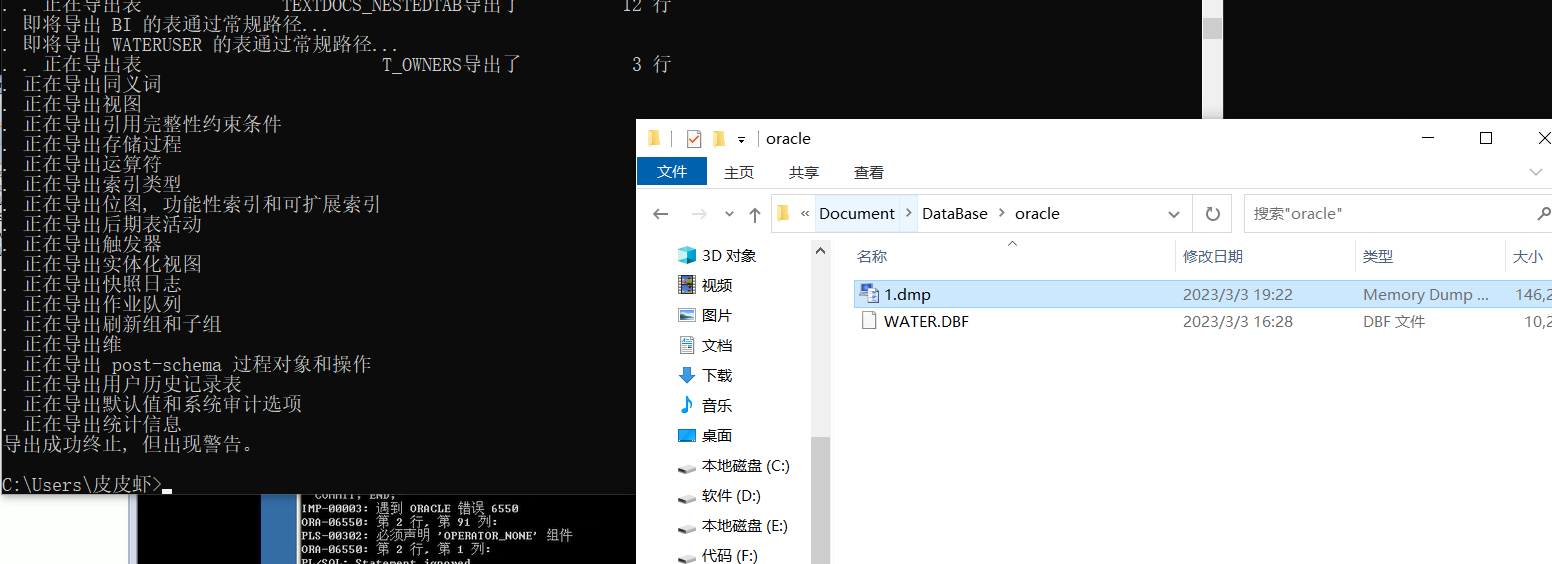 . . 正在导出表 TEXTDOCS_NESTEDTAB导出了 12 行
. 即将导出 BI 的表通过常规路径...
. 即将导出 WATERUSER 的表通过常规路径...
. . 正在导出表 T_OWNERS导出了 3 行
. 正在导出同义词
. 正在导出视图
. 正在导出引用完整性约束条件
. 正在导出存储过程
. 正在导出运算符
. 正在导出索引类型
. 正在导出位图, 功能性索引和可扩展索引
. 正在导出后期表活动
. 正在导出触发器
. 正在导出实体化视图
. 正在导出快照日志
. 正在导出作业队列
. 正在导出刷新组和子组
. 正在导出维
. 正在导出 post-schema 过程对象和操作
. 正在导出用户历史记录表
. 正在导出默认值和系统审计选项
. 正在导出统计信息
导出成功终止, 但出现警告。
C:\Users\皮皮虾>
COMMIT; END;
IMP-00003: 遇到 ORACLE 错误 6550
ORA-06550: 第 2 行, 第 91 列:
PLS-00302: 必须声明 'OPERATOR_NONE' 组件
ORA-06550: 第 2 行, 第 1 列:
PL/SQL: Statement ignored
oracle
文件 主页 共享 查看
« Document > DataBase > oracle
搜索"oracle"
名称 修改日期 类型 大小
1.dmp 2023/3/3 19:22 Memory Dump ... 146,2
WATER.DBF 2023/3/3 16:28 DBF 文件 10,2
3D 对象
视频
图片
文档
下载
音乐
桌面
本地磁盘 (C:)
软件 (D:)
本地磁盘 (E:)
代码 (F:)